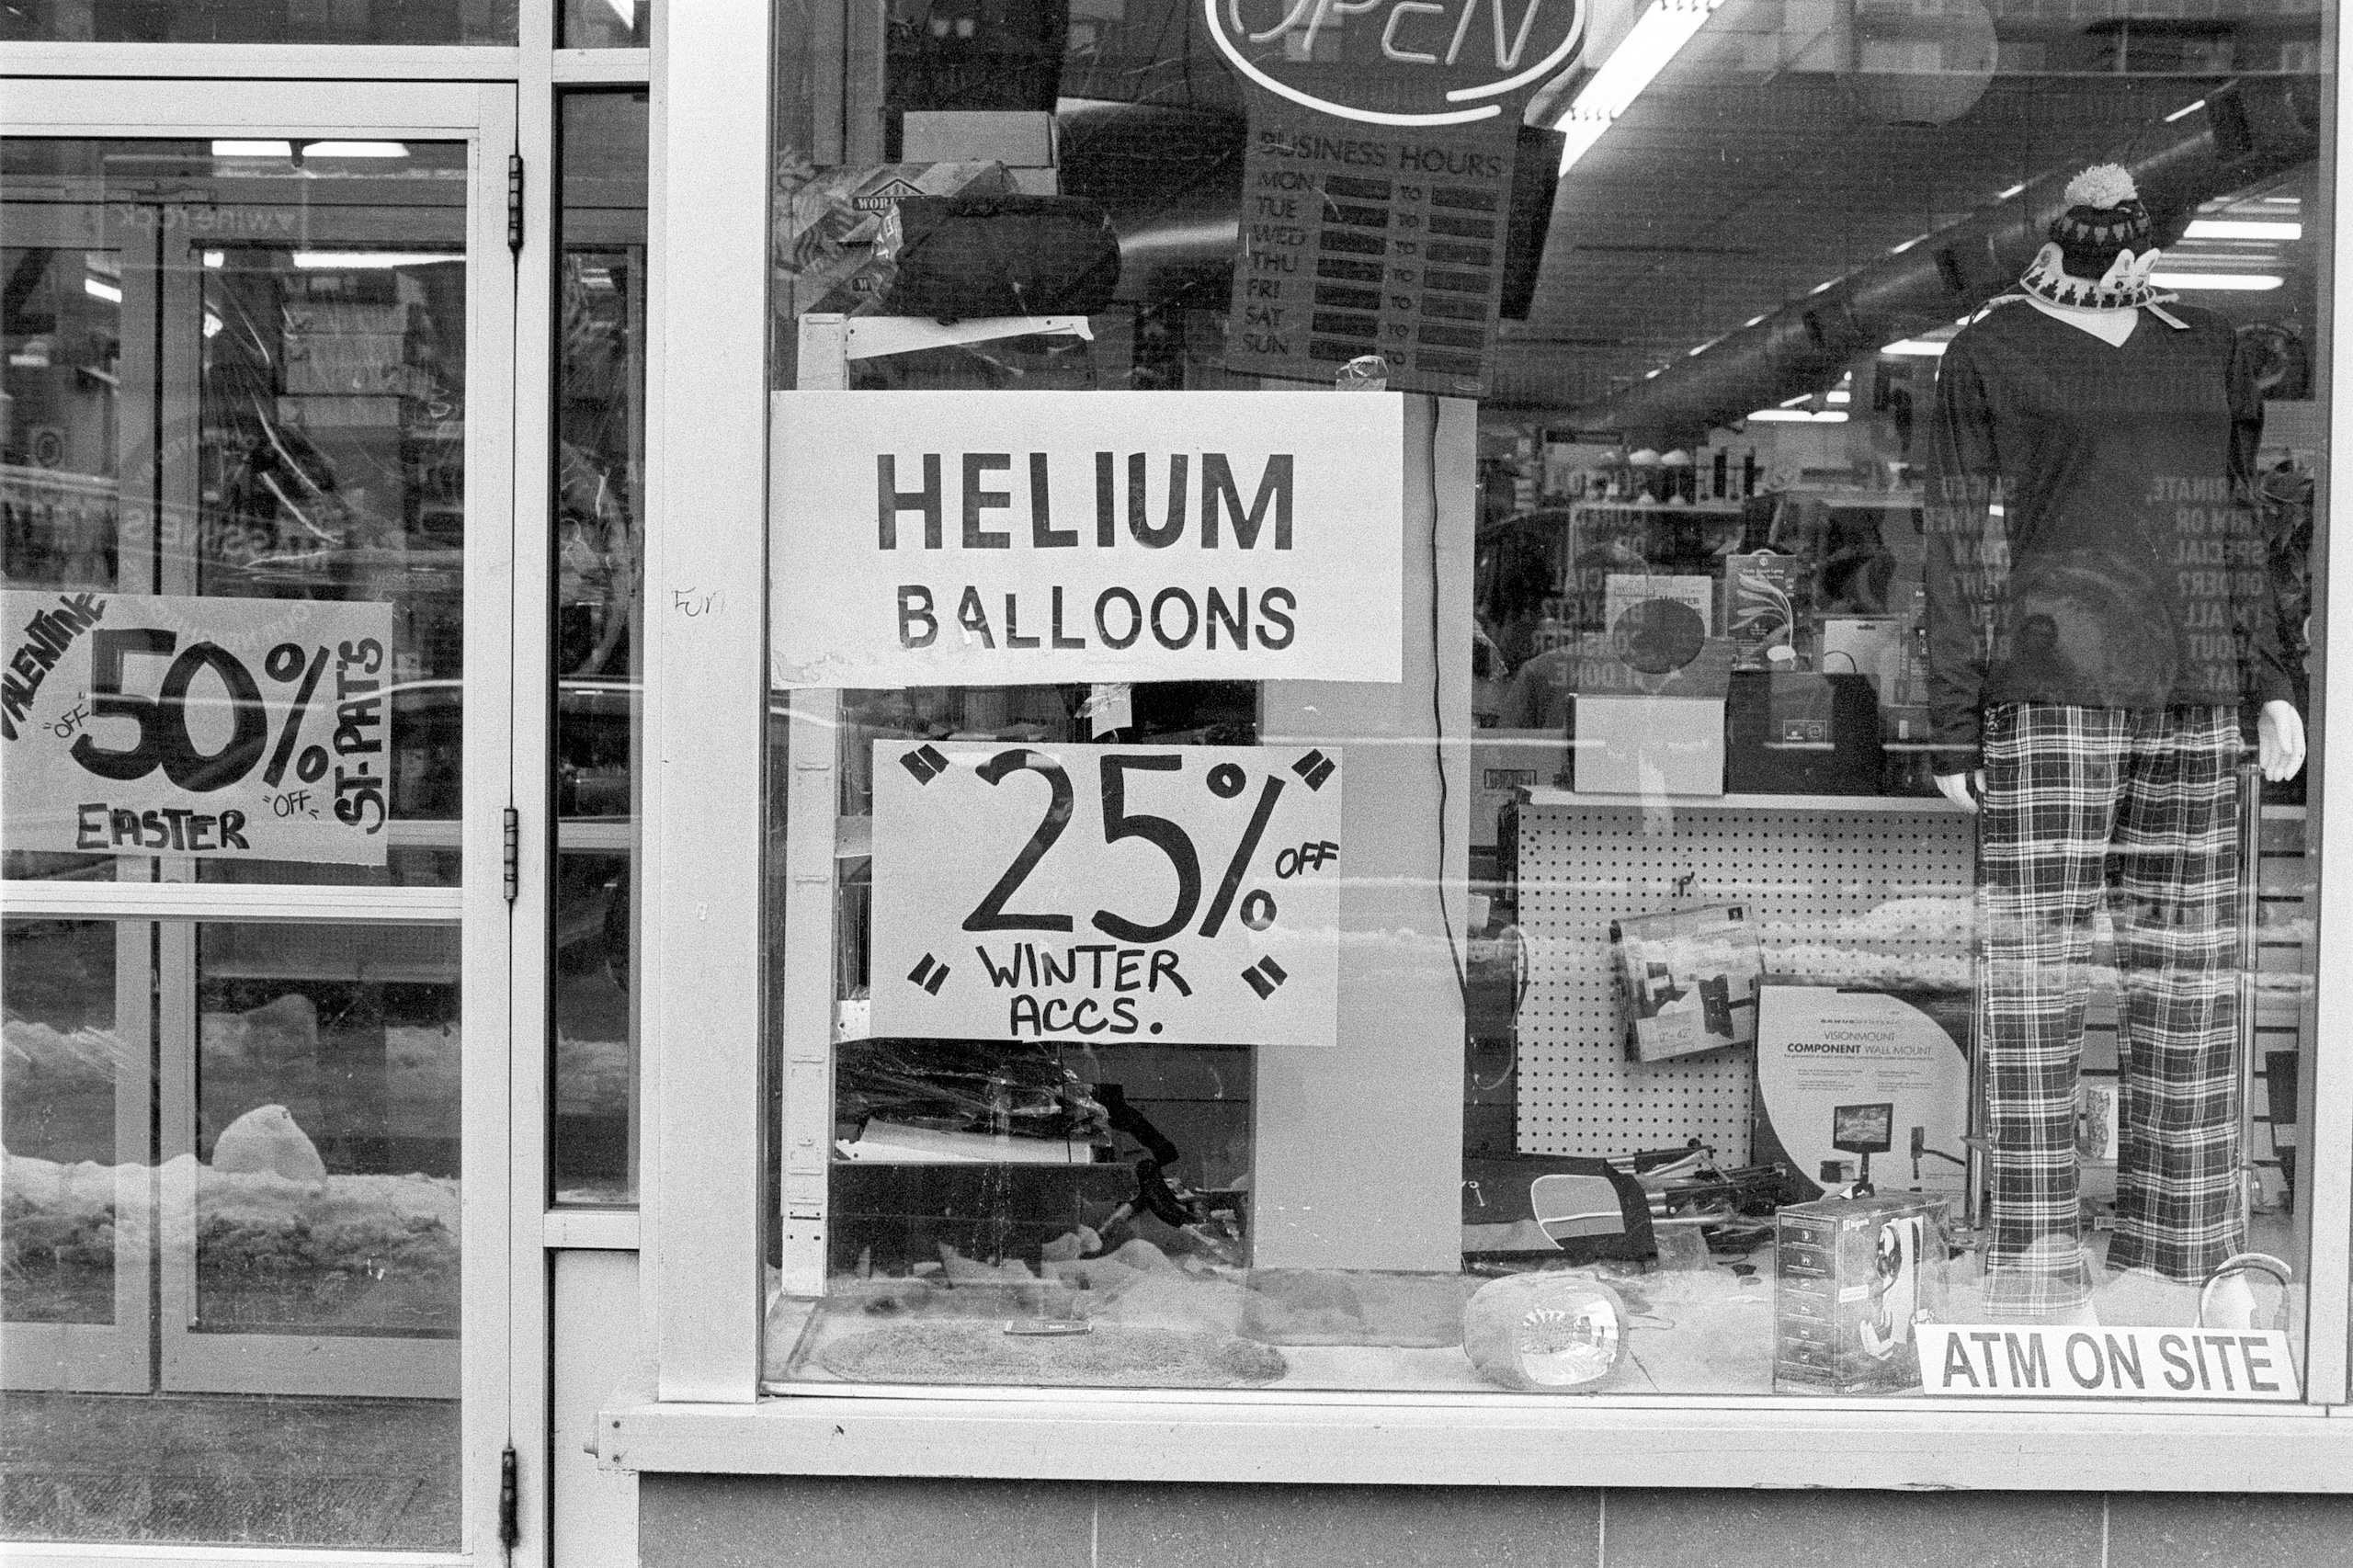 OPEN
BUSINESS HOURS
MON TO
TUE TO
WED TO
THU TO
FRI TO
SAT TO
SUN TO
HELIUM
BALLOONS
"25%"
OFF
"WINTER"
ACCS.
VALENTINE
"OFF"
50%
ST-PAT'S
EASTER
"OFF"
VISIONMOUNT
COMPONENT WALL MOUNT
ATM ON SITE